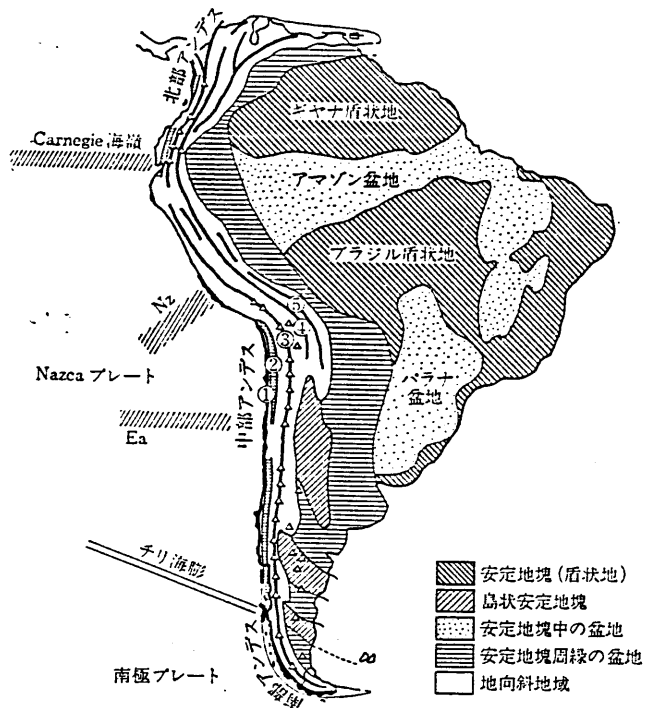 北部アンデス
Carnegie 海嶺
ギヤナ盾状地
アマゾン盆地
ブラジル盾状地
Nz
⑤
④
③
②
①
Nazca プレート
中部アンデス
パラナ
盆地
Ea
チリ海膨
南極プレート
南部アンデス
安定地塊(盾状地)
島状安定地塊
安定地塊中の盆地
安定地塊周縁の盆地
地向斜地域